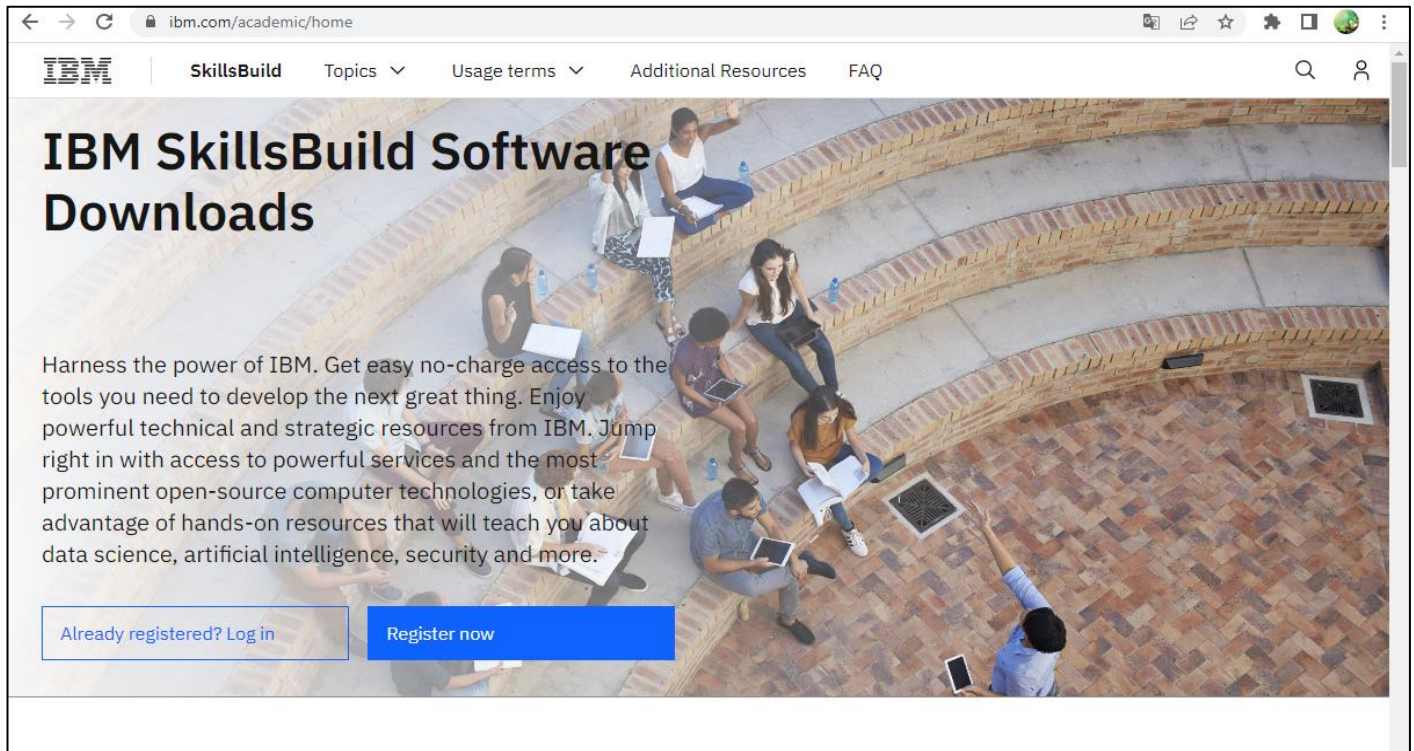 ibm.com/academic/home
IBM SkillsBuild Topics Usage terms Additional Resources FAQ
IBM SkillsBuild Software
Downloads
Harness the power of IBM. Get easy no-charge access to the
tools you need to develop the next great thing. Enjoy
powerful technical and strategic resources from IBM. Jump
right in with access to powerful services and the most
prominent open-source computer technologies, or take
advantage of hands-on resources that will teach you about
data science, artificial intelligence, security and more.
Already registered? Log in Register now